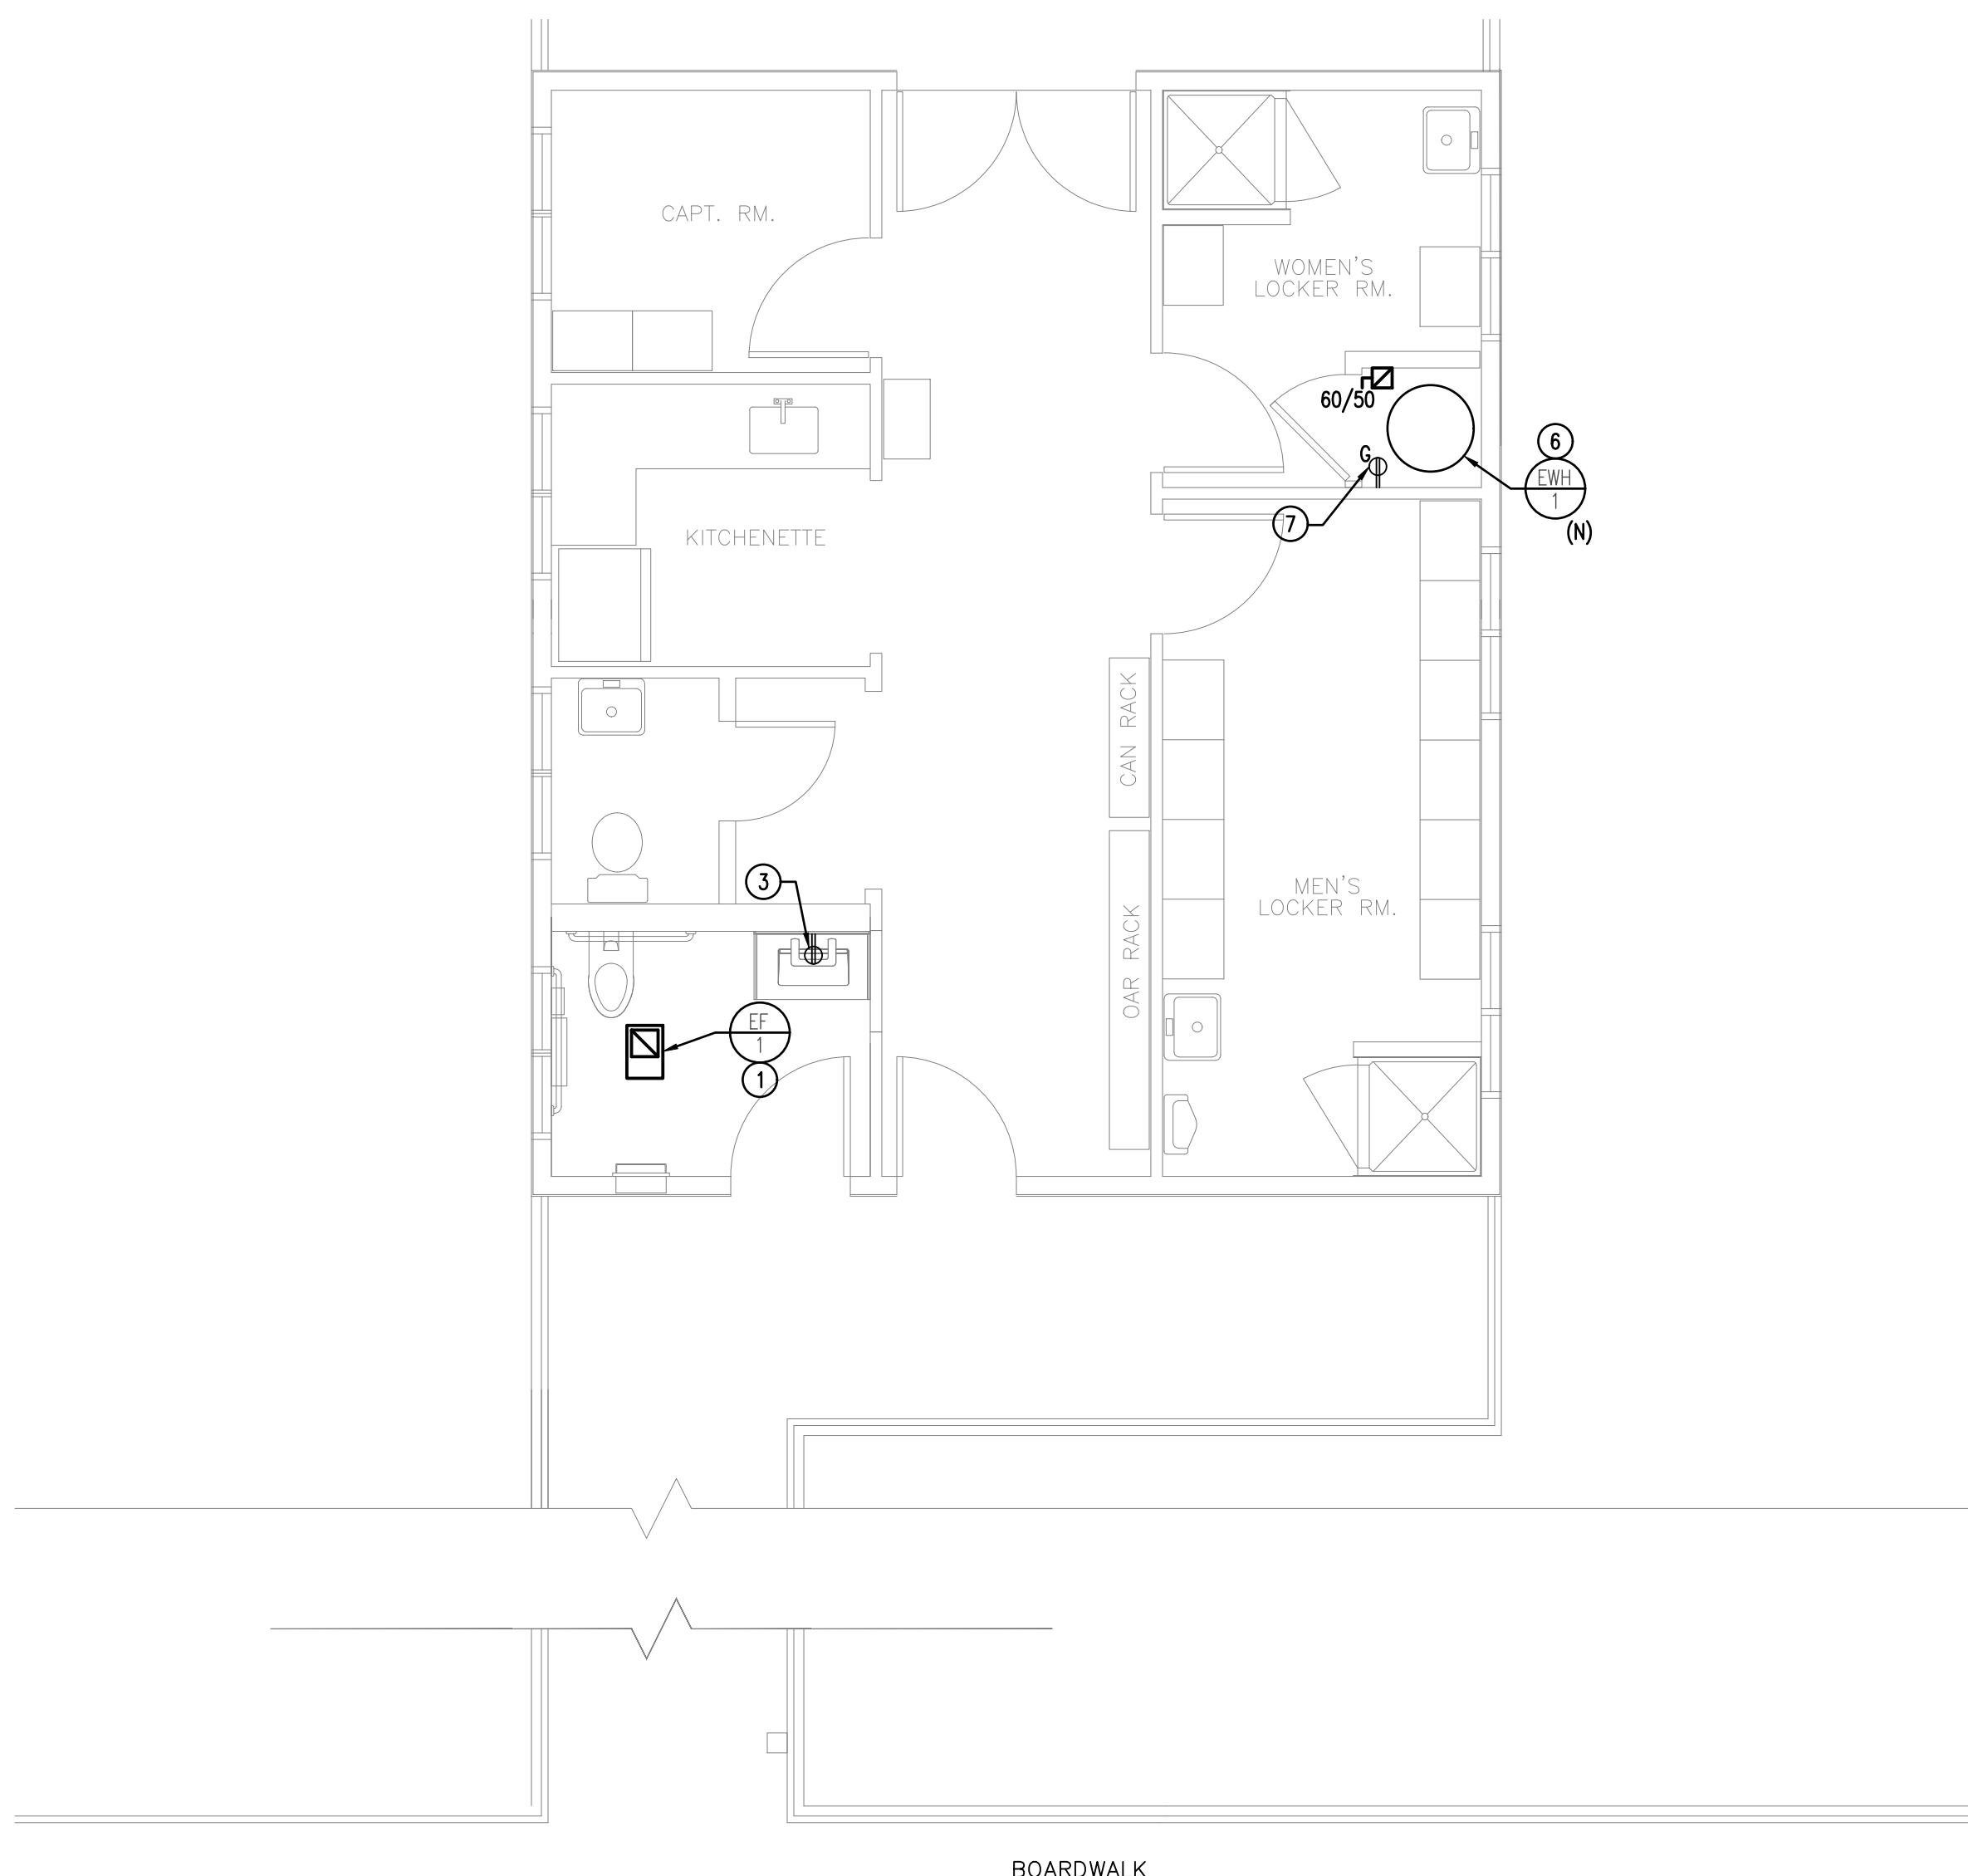 CAPT. RM.
WOMEN'S
LOCKER RM.
60/50
G
6
EWH
1
(N)
7
KITCHENETTE
CAN RACK
3
MEN'S
LOCKER RM.
OAR RACK
EF
1
1
BOARDWALK